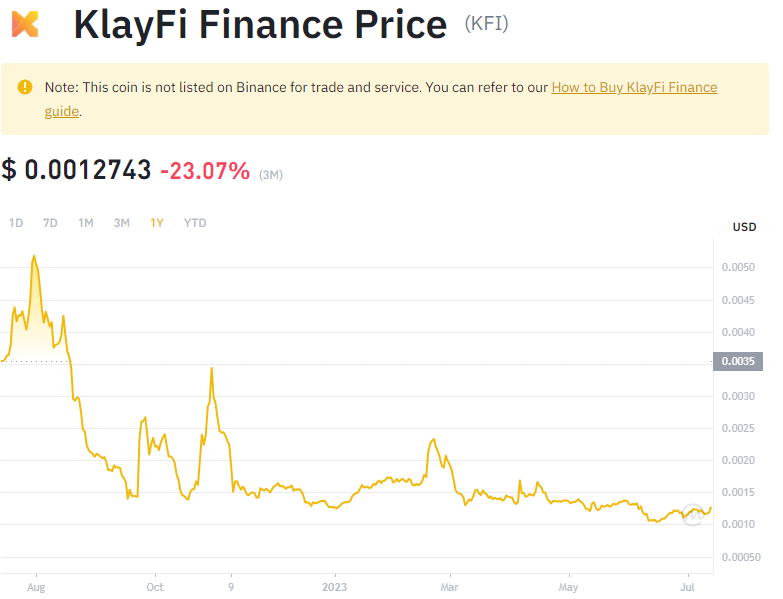 KlayFi Finance Price (KFI)
Note: This coin is not listed on Binance for trade and service. You can refer to our How to Buy KlayFi Finance
guide.
$ 0.0012743 -23.07% (3M)
1D 7D 1M 3M 1Y YTD
USD
0.0050
0.0045
0.0040
0.0035
0.0030
0.0025
0.0020
0.0015
0.0010
0.00050
Aug Oct 9 2023 Mar May Jul